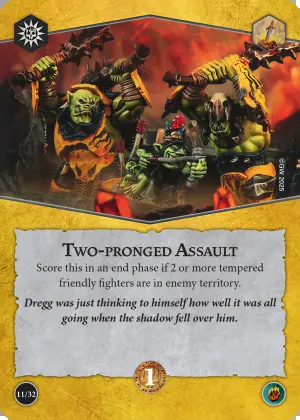 ©GW 2025
Two-pronged Assault
Score this in an end phase if 2 or more tempered
friendly fighters are in enemy territory.
Dregg was just thinking to himself how well it was all
going when the shadow fell over him.
1
11/32